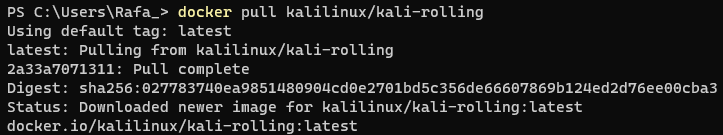 PS C:\Users\Rafa_> docker pull kalilinux/kali-rolling
Using default tag: latest
latest: Pulling from kalilinux/kali-rolling
2a33a7071311: Pull complete
Digest: sha256:027783740ea9851480904cd0e2701bd5c356de66607869b124ed2d76ee00cba3
Status: Downloaded newer image for kalilinux/kali-rolling:latest
docker.io/kalilinux/kali-rolling:latest